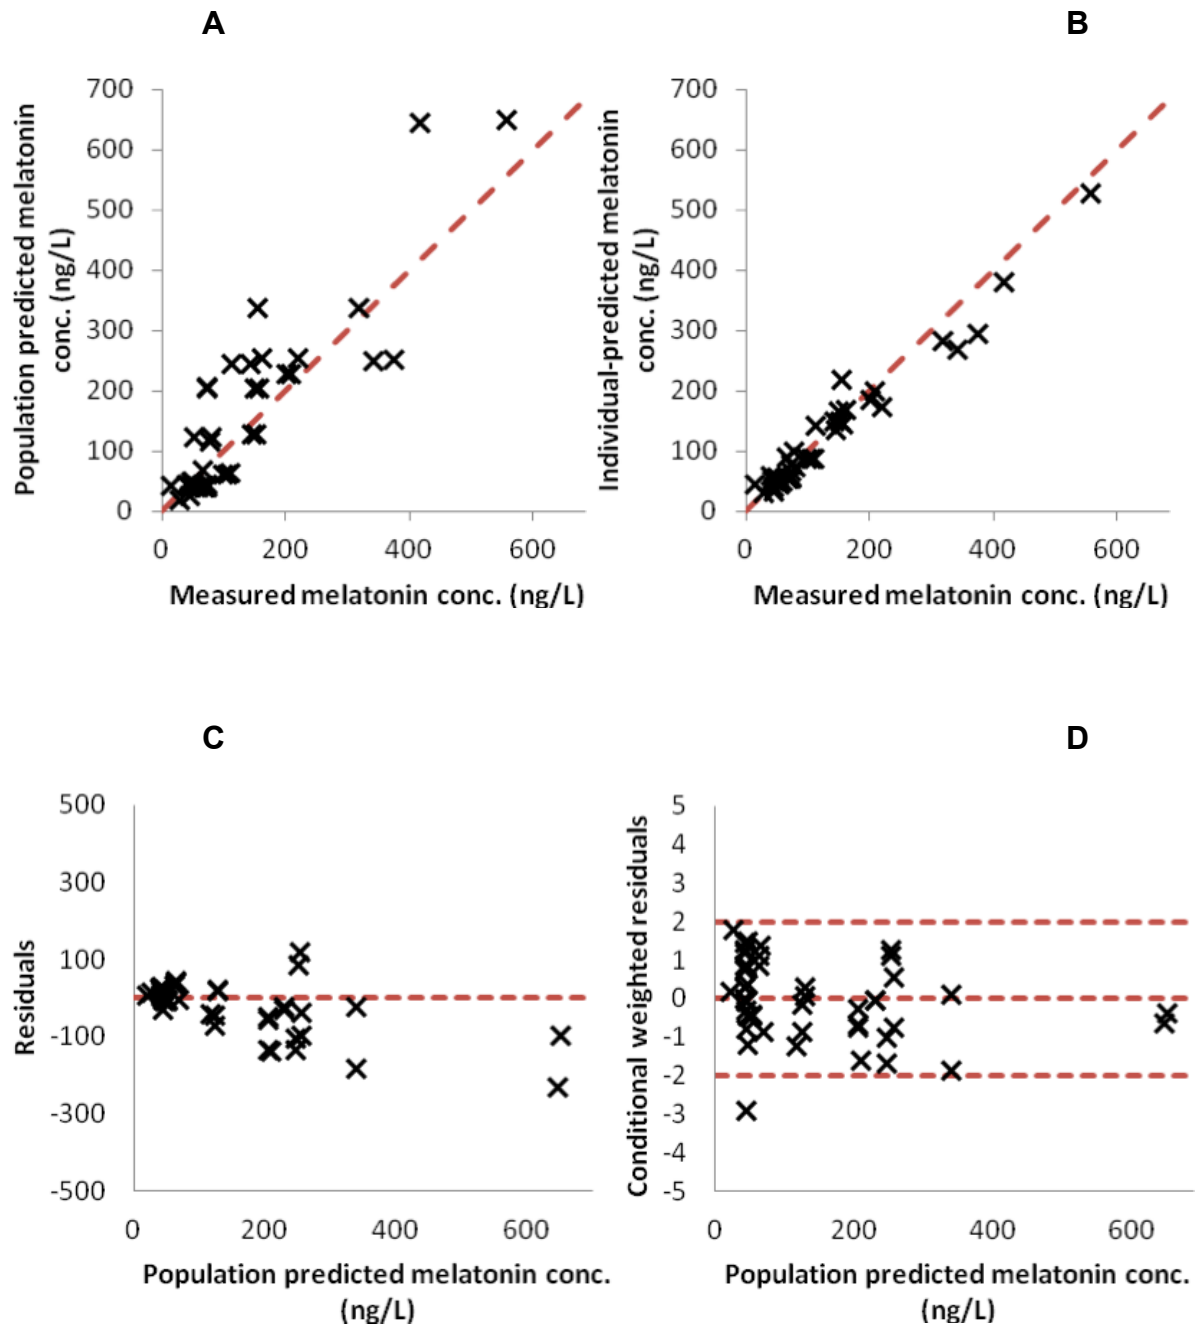 A
B
Population predicted melatonin
conc. (ng/L)
700
600
500
400
300
200
100
0
0 200 400 600
Measured melatonin conc. (ng/L)
Individual-predicted melatonin
conc. (ng/L)
700
600
500
400
300
200
100
0
0 200 400 600
Measured melatonin conc. (ng/L)
C
D
Residuals
500
300
100
-100
-300
-500
0 200 400 600
Population predicted melatonin conc.
(ng/L)
Conditional weighted residuals
5
4
3
2
1
0
-1
-2
-3
-4
-5
0 200 400 600
Population predicted melatonin conc.
(ng/L)